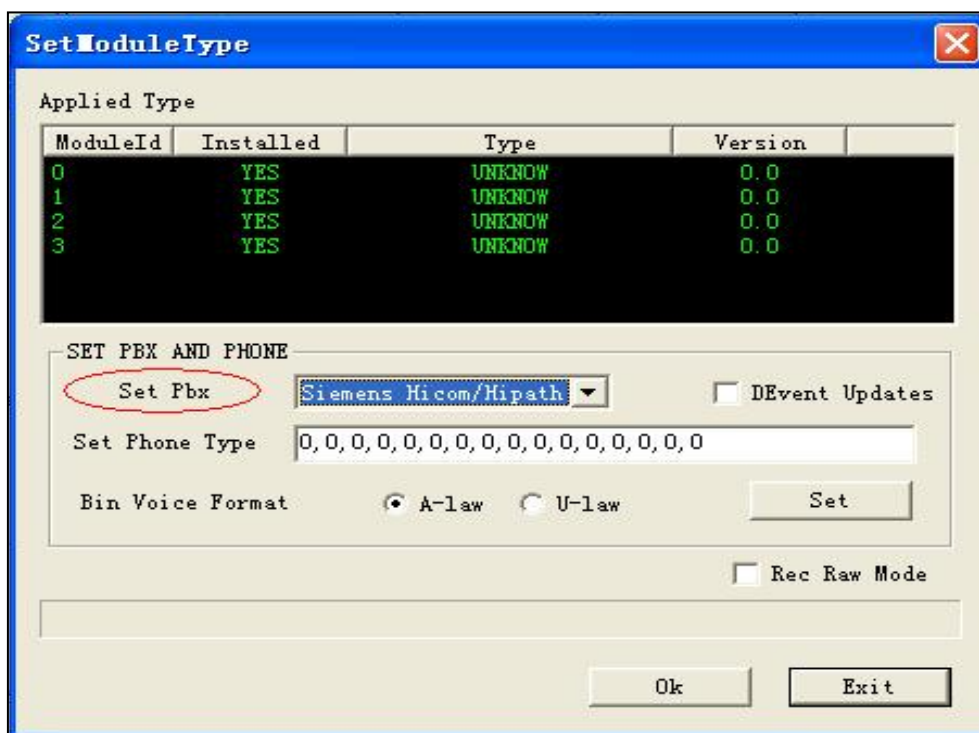 SetModuleType
Applied Type
ModuleId Installed Type Version
0 YES UNKNOW 0.0
1 YES UNKNOW 0.0
2 YES UNKNOW 0.0
3 YES UNKNOW 0.0
SET PBX AND PHONE
Set Pbx Siemens Hicom/Hipath DEvent Updates
Set Phone Type 0,0,0,0,0,0,0,0,0,0,0,0,0,0,0,0
Bin Voice Format A-law U-law Set
Rec Raw Mode
Ok Exit